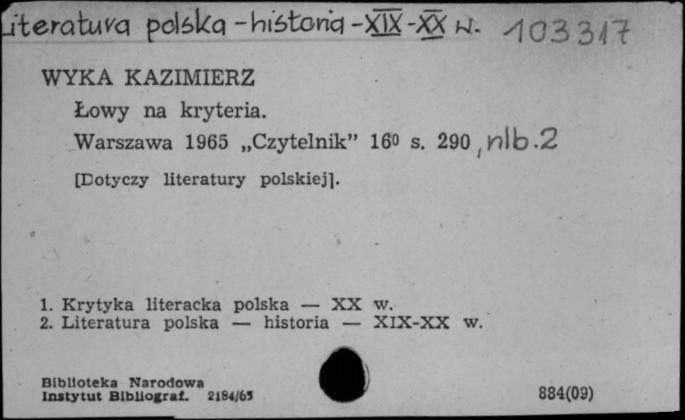 Literatura polska - historia - XIX - XX w. 103317
WYKA KAZIMIERZ
Łowy na kryteria.
Warszawa 1965 „Czytelnik” 16⁰ s. 290, nlb. 2
[Dotyczy literatury polskiej].
1. Krytyka literacka polska — XX w.
2. Literatura polska — historia — XIX-XX w.
Biblioteka Narodowa
Instytut Bibliograf. 2184/65
884(09)